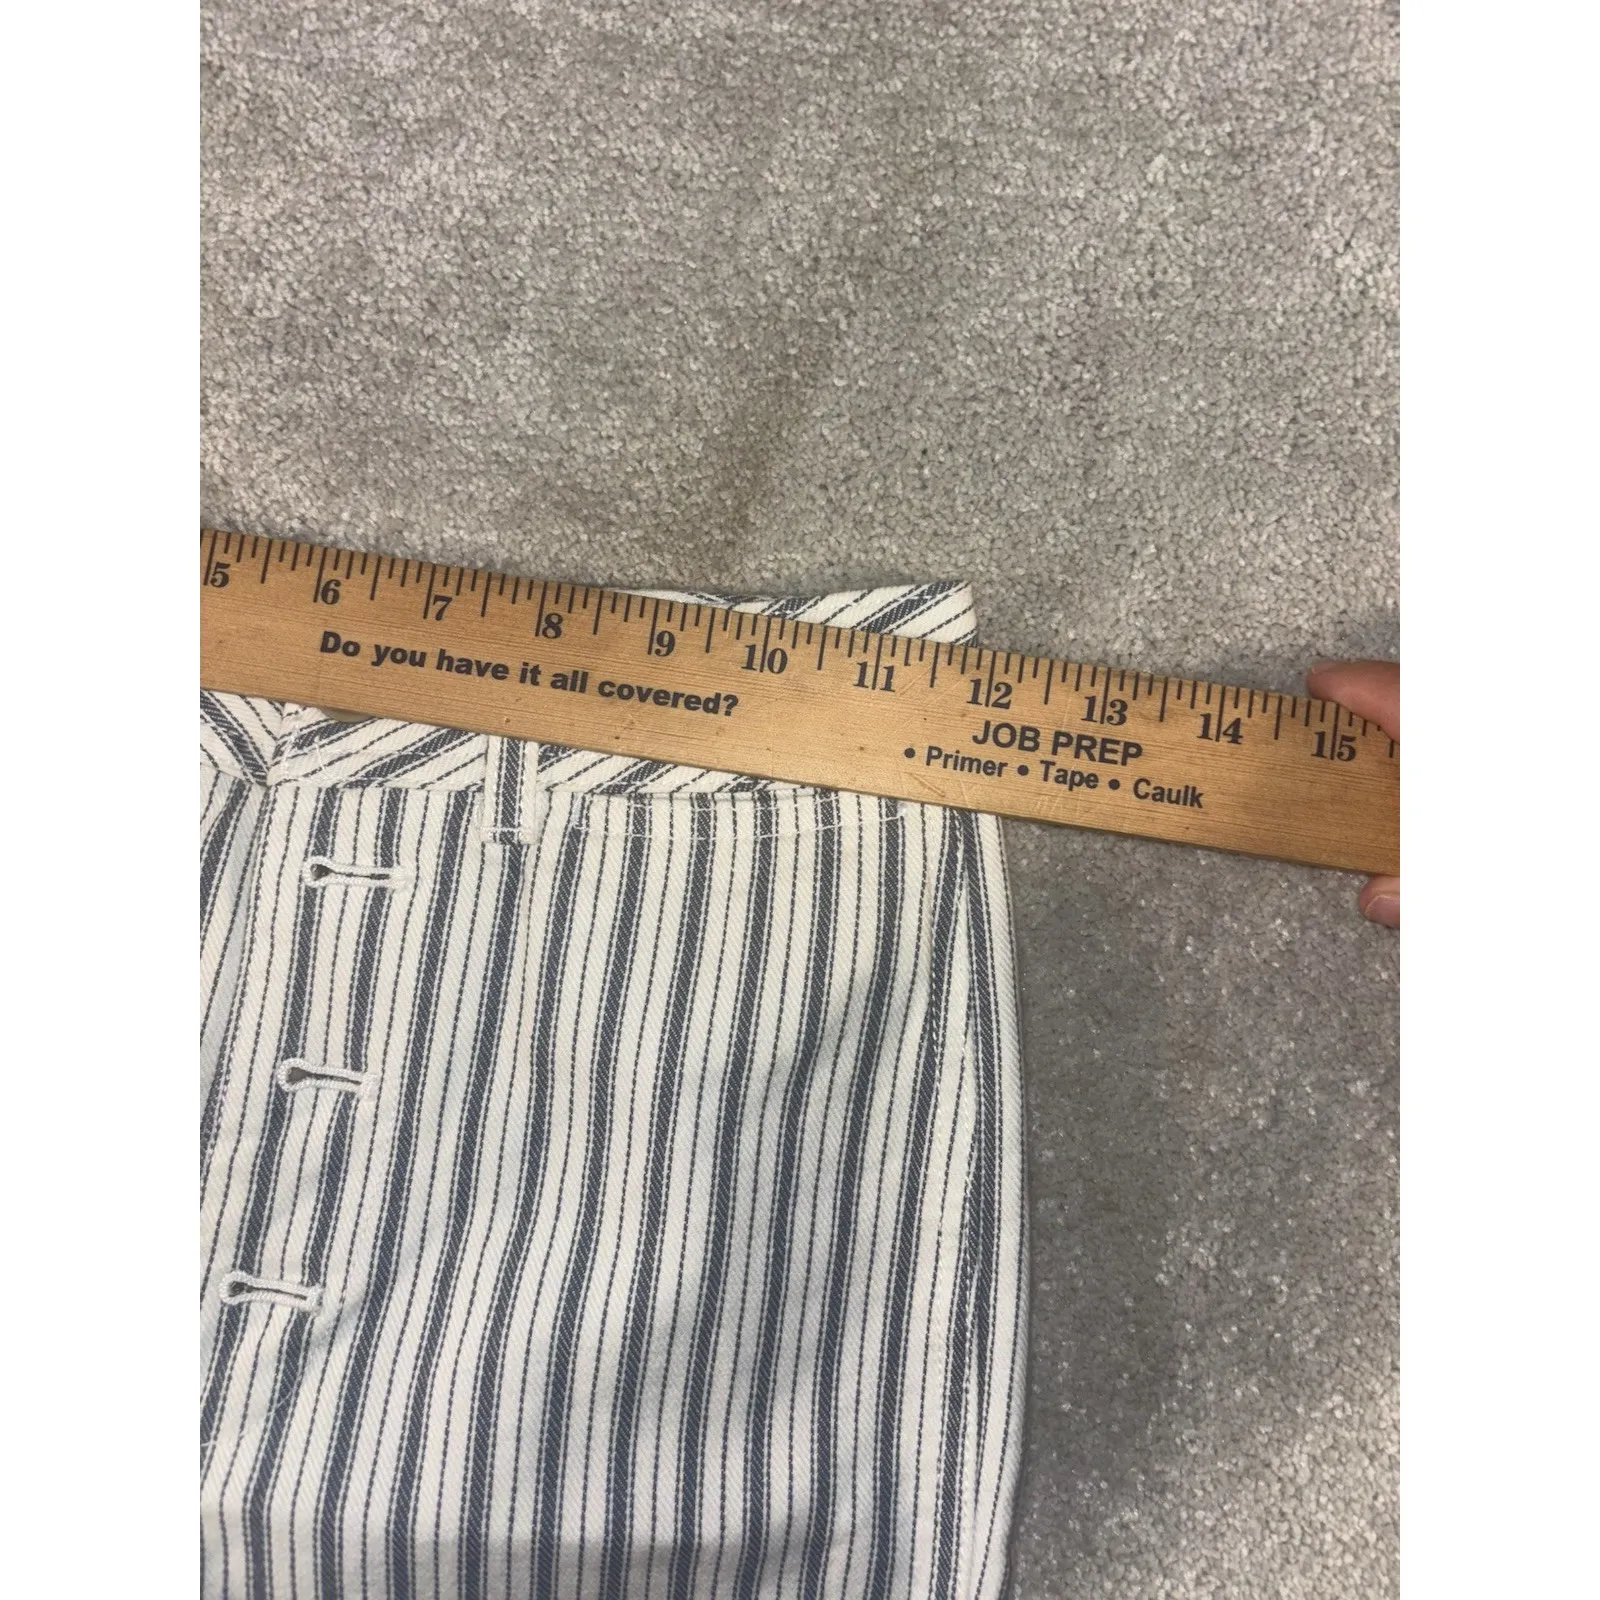 5 6 7 8 9 10 11 12 13 14 15
Do you have it all covered?
JOB PREP
• Primer • Tape • Caulk